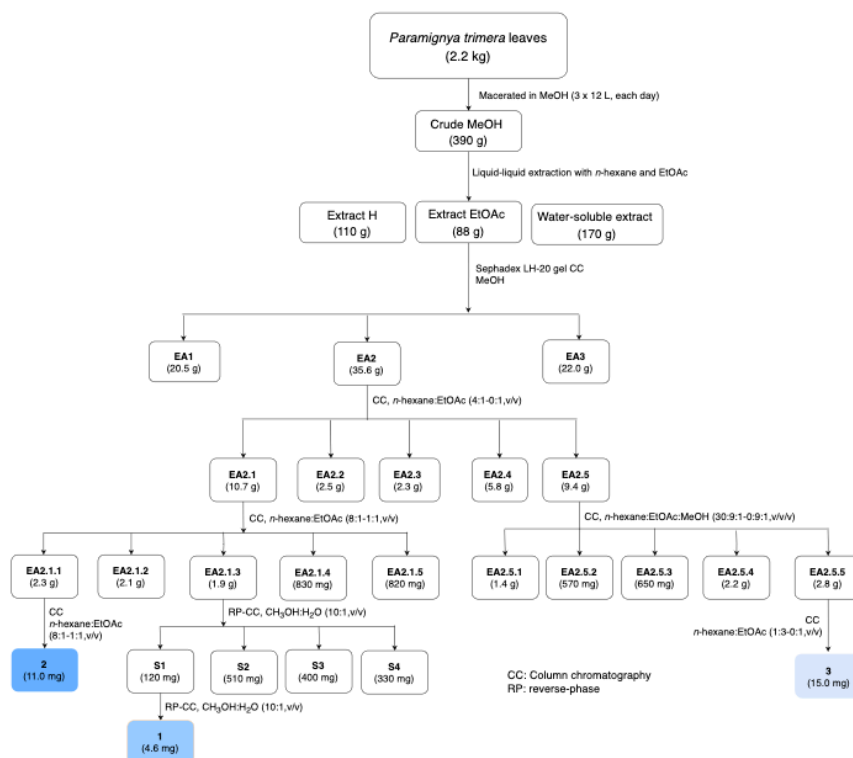 Paramignya trimera leaves
(2.2 kg)
Macerated in MeOH (3 x 12 L, each day)
Crude MeOH
(390 g)
Liquid-liquid extraction with n-hexane and EtOAc
Extract H
(110 g)
Extract EtOAc
(88 g)
Water-soluble extract
(170 g)
Sephadex LH-20 gel CC
MeOH
EA1
(20.5 g)
EA2
(35.6 g)
EA3
(22.0 g)
CC, n-hexane:EtOAc (4:1-0:1,v/v)
EA2.1
(10.7 g)
EA2.2
(2.5 g)
EA2.3
(2.3 g)
EA2.4
(5.8 g)
EA2.5
(9.4 g)
CC, n-hexane:EtOAc (8:1-1:1,v/v)
CC, n-hexane:EtOAc:MeOH (30:9:1-0:9:1,v/v/v)
EA2.1.1
(2.3 g)
EA2.1.2
(2.1 g)
EA2.1.3
(1.9 g)
EA2.1.4
(830 mg)
EA2.1.5
(820 mg)
EA2.5.1
(1.4 g)
EA2.5.2
(570 mg)
EA2.5.3
(650 mg)
EA2.5.4
(2.2 g)
EA2.5.5
(2.8 g)
CC
n-hexane:EtOAc
(8:1-1:1,v/v)
RP-CC, CH3OH:H2O (10:1,v/v)
CC
n-hexane:EtOAc (1:3-0:1,v/v)
2
(11.0 mg)
S1
(120 mg)
S2
(510 mg)
S3
(400 mg)
S4
(330 mg)
CC: Column chromatography
RP: reverse-phase
3
(15.0 mg)
RP-CC, CH3OH:H2O (10:1,v/v)
1
(4.6 mg)